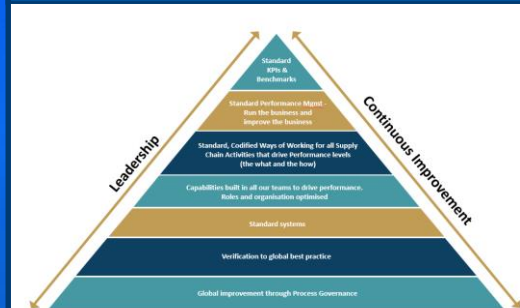 Standard
KPIs &
Benchmarks
Standard Performance Mgmt -
Run the business and
improve the business
Standard, Codified Ways of Working for all Supply
Chain Activities that drive Performance levels
(the what and the how)
Capabilities built in all our teams to drive performance.
Roles and organisation optimised
Standard systems
Verification to global best practice
Global improvement through Process Governance
Leadership
Continuous Improvement